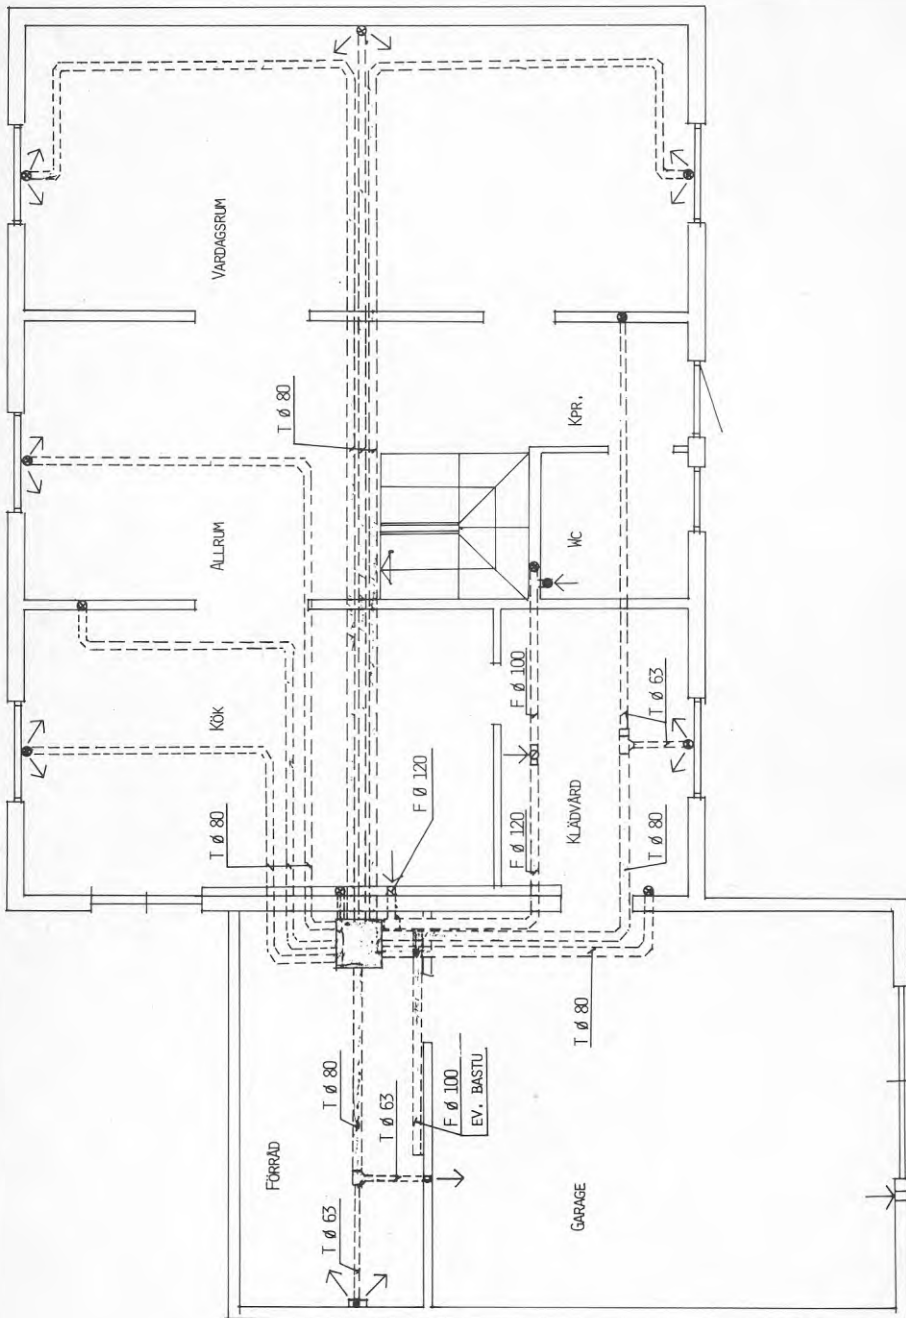 VARDAGSRUM
T Ø 80
ALLRUM
KPR.
WC
KÖK
F Ø 100
T Ø 63
F Ø 120
T Ø 80
F Ø 120
KLÄDVÅRD
T Ø 80
T Ø 80
FÖRRÅD
T Ø 80
T Ø 63
F Ø 100
EV. BASTU
T Ø 63
GARAGE